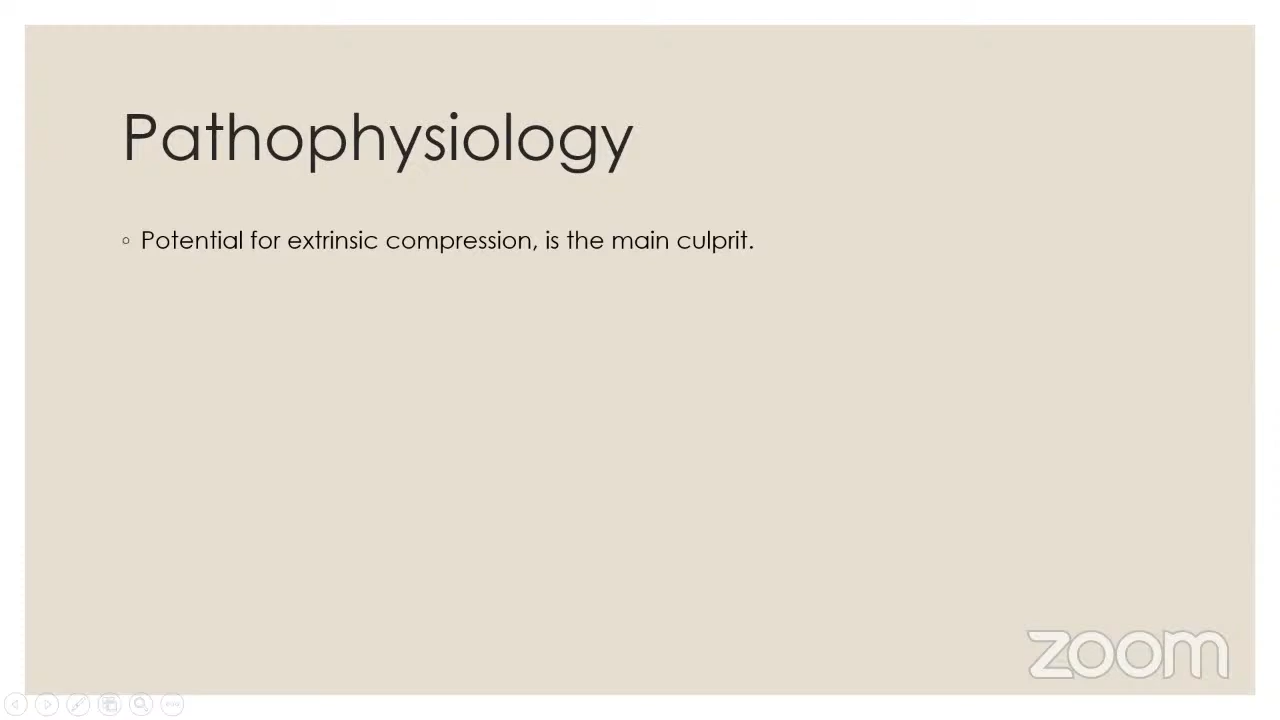 Pathophysiology
◦ Potential for extrinsic compression, is the main culprit.
zoom